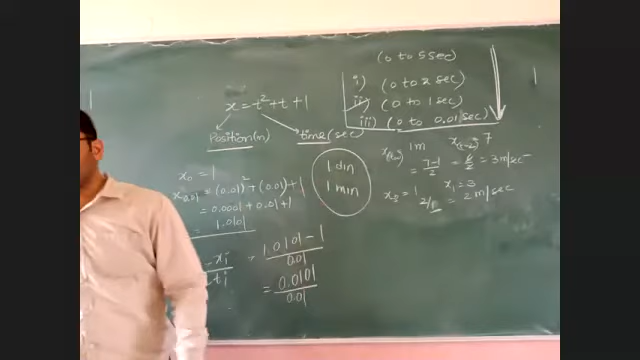 (0 to 5 sec)
i) (0 to 2 sec)
ii) (0 to 1 sec)
iii) (0 to 0.01 sec)
x = t² + t + 1
Position(m)
time (sec)
1 din
1 min
x₀ = 1
x₀.₀₁ = (0.01)² + (0.01) + 1
= 0.0001 + 0.01 + 1
= 1.0101
1m
7
= 7-1/2 = 6/2 = 3 m/sec
= 1 x₁ = 3
2/1 = 2 m/sec
- xi / ti = 1.0101 - 1 / 0.01
= 0.0101 / 0.01